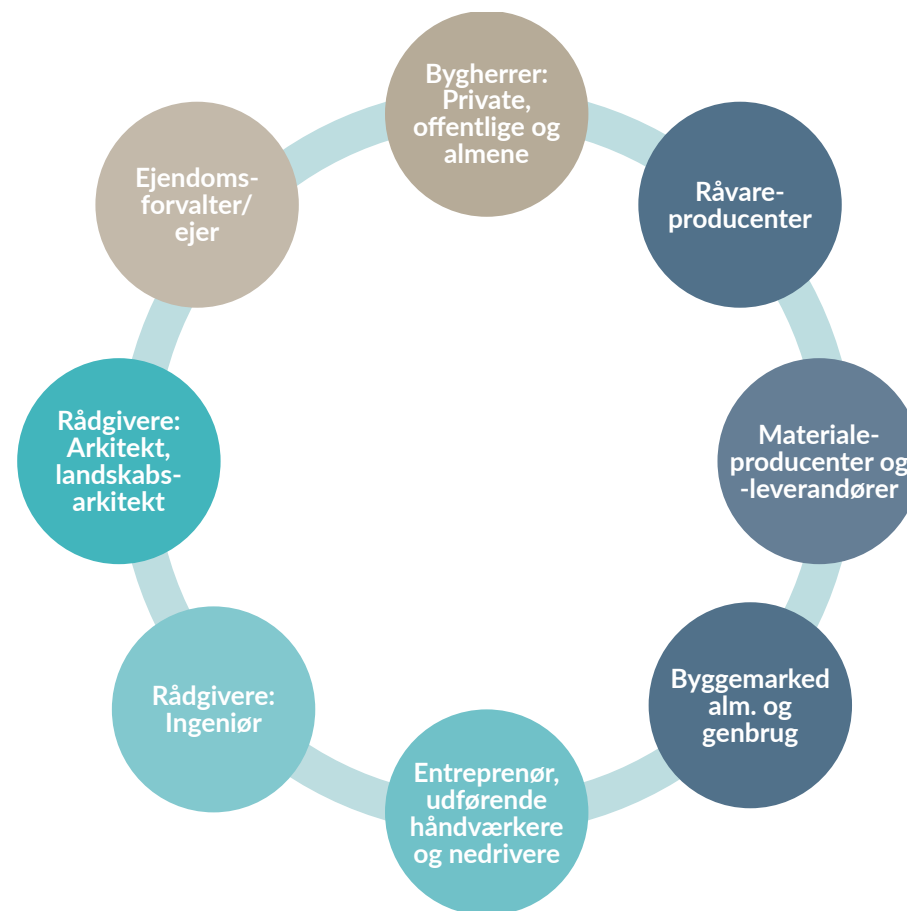 Bygherrer:
Private,
offentlige og
almene
Råvare-
producenter
Materiale-
producenter og
-leverandører
Byggemarked
alm. og
genbrug
Entreprenør,
udførende
håndværkere
og nedrivere
Rådgivere:
Ingeniør
Rådgivere:
Arkitekt,
landskabs-
arkitekt
Ejendoms-
forvalter/
ejer